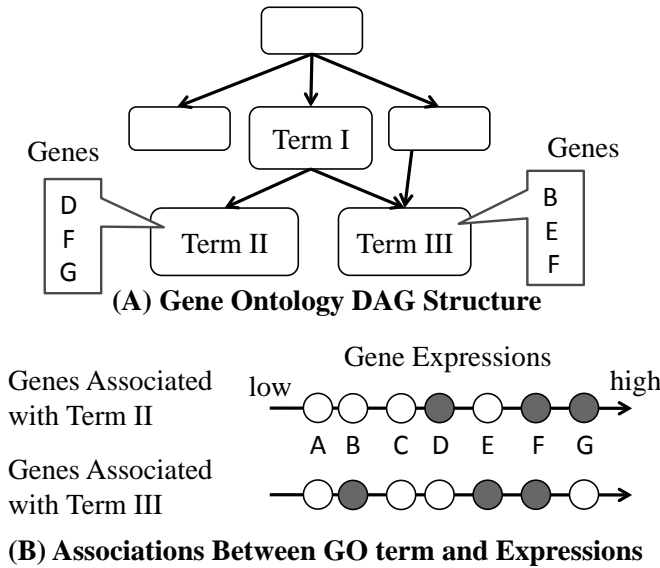 Term I
Genes
Genes
D
F
G
Term II
Term III
B
E
F
(A) Gene Ontology DAG Structure
Gene Expressions
Genes Associated
with Term II
low
high
A B C D E F G
Genes Associated
with Term III
(B) Associations Between GO term and Expressions